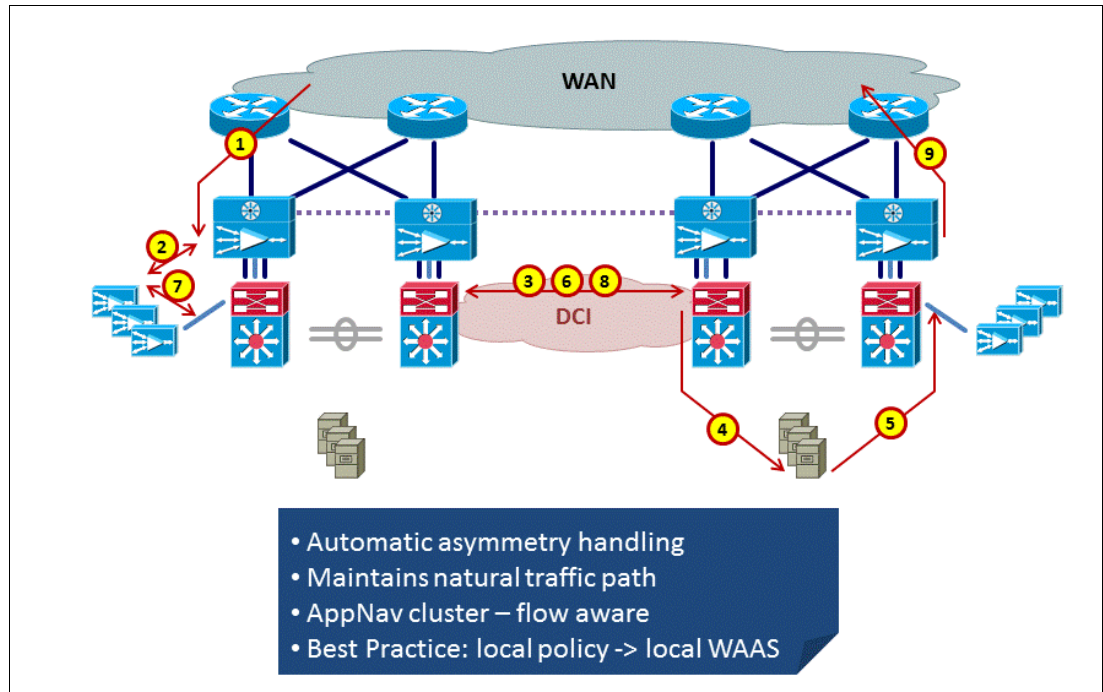 WAN
1
9
2
7
3 6 8
DCI
4
5
• Automatic asymmetry handling
• Maintains natural traffic path
• AppNav cluster – flow aware
• Best Practice: local policy -> local WAAS